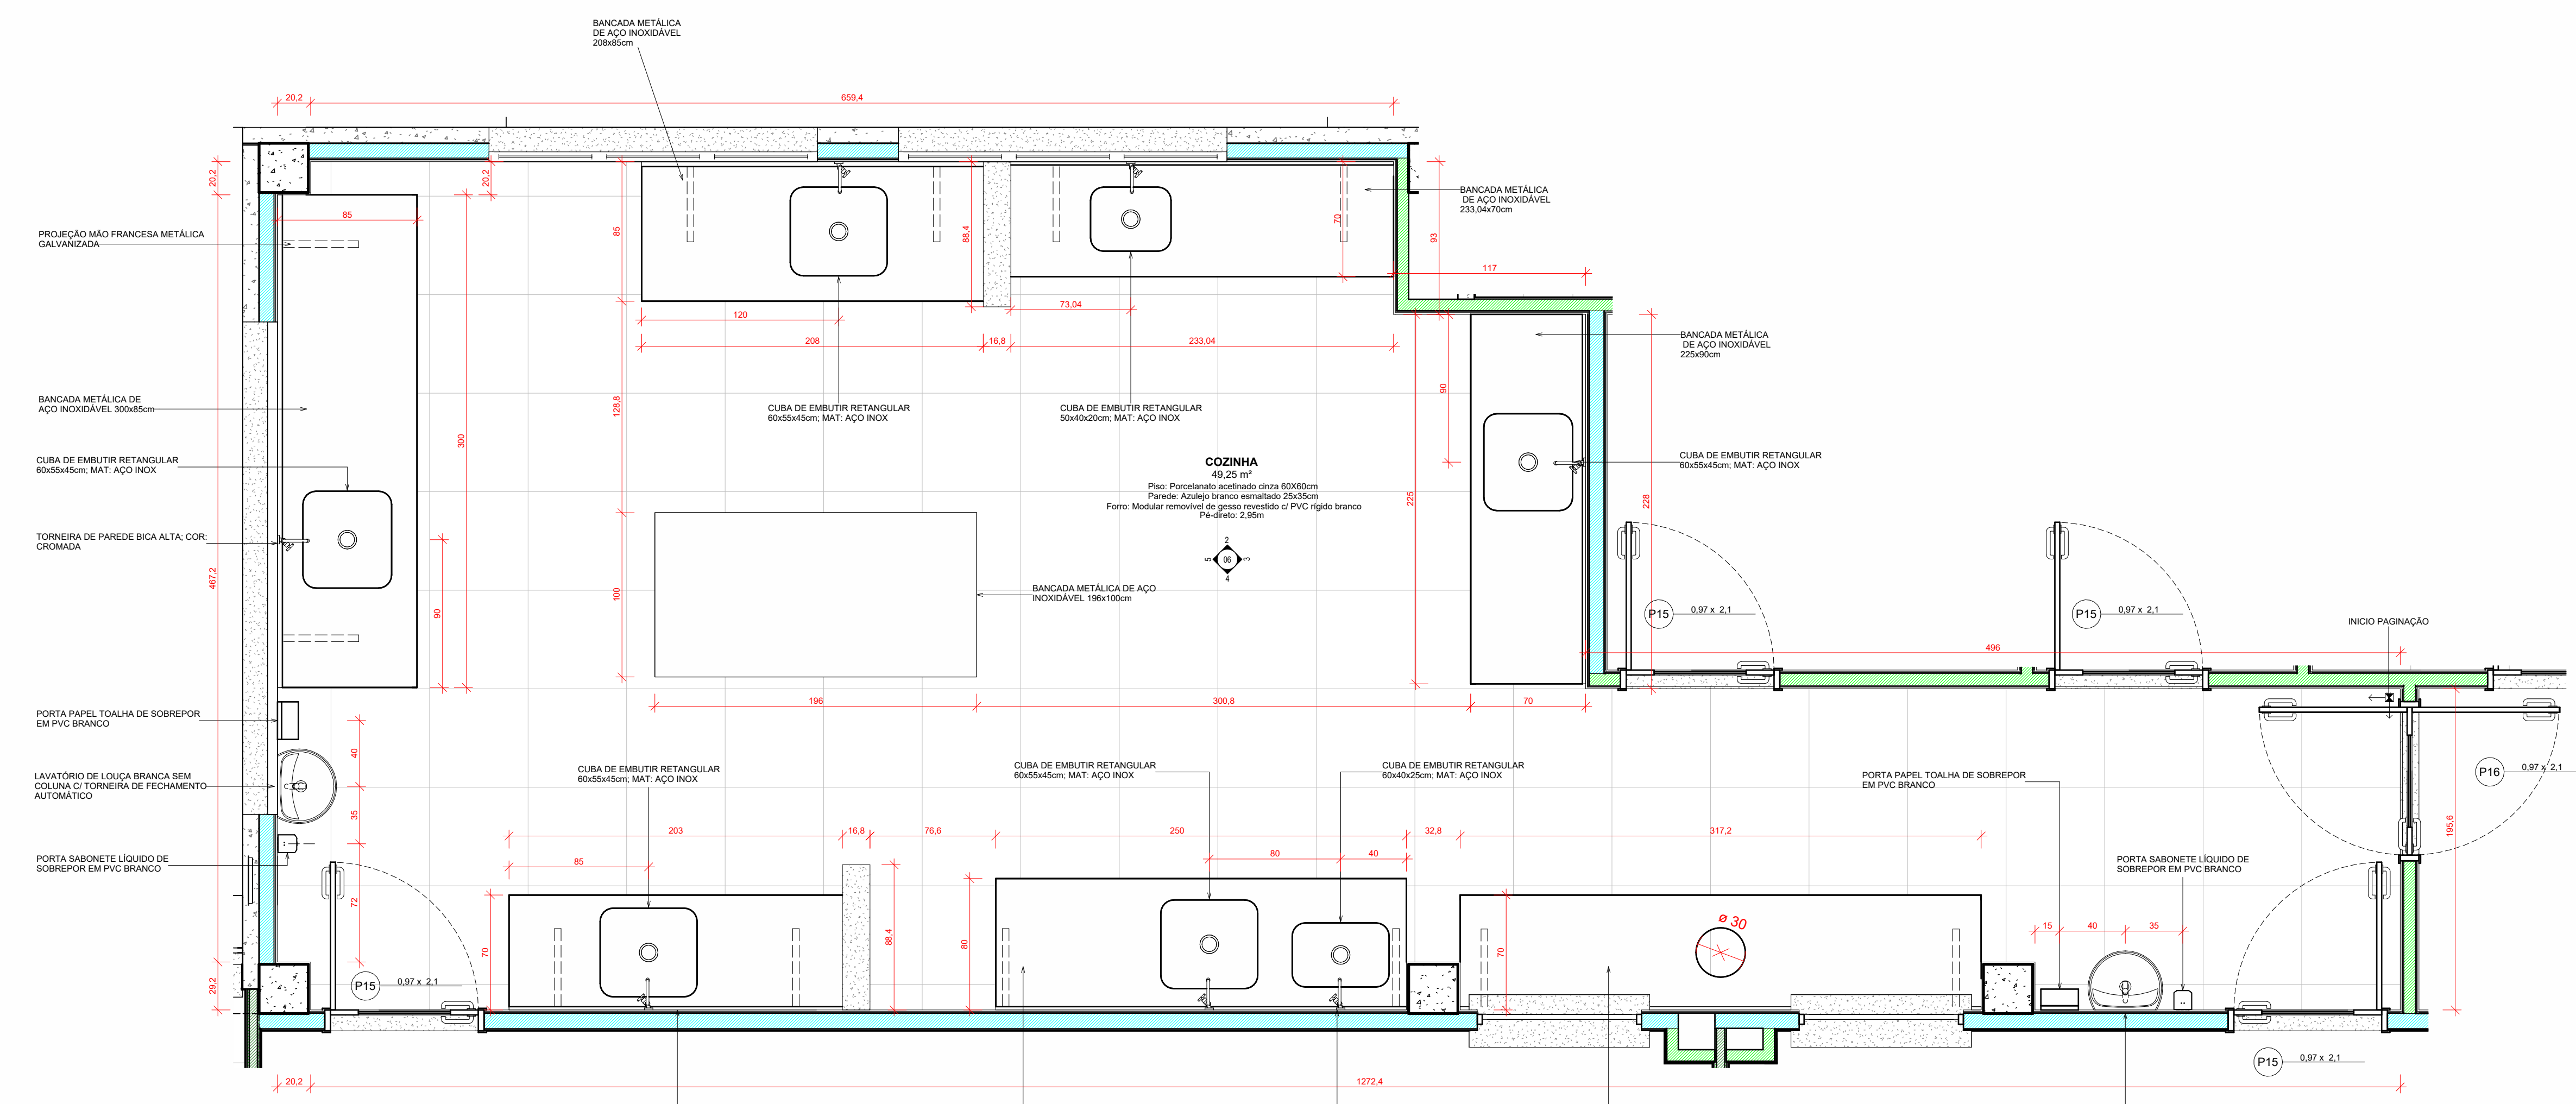 BANCADA METÁLICA
DE AÇO INOXIDÁVEL
208x85cm
20,2
659,4
20,2
20,2
85
85
88,4
70
93
BANCADA METÁLICA
DE AÇO INOXIDÁVEL
233,04x70cm
PROJEÇÃO MÃO FRANCESA METÁLICA
GALVANIZADA
117
73,04
120
208
16,8
233,04
BANCADA METÁLICA
DE AÇO INOXIDÁVEL
225x90cm
90
128,8
BANCADA METÁLICA DE
AÇO INOXIDÁVEL 300x85cm
CUBA DE EMBUTIR RETANGULAR
60x55x45cm; MAT: AÇO INOX
CUBA DE EMBUTIR RETANGULAR
50x40x20cm; MAT: AÇO INOX
300
COZINHA
49,25 m²
Piso: Porcelanato acetinado cinza 60X60cm
Parede: Azulejo branco esmaltado 25x35cm
Forro: Modular removível de gesso revestido c/ PVC rígido branco
Pé-direto: 2,95m
CUBA DE EMBUTIR RETANGULAR
60x55x45cm; MAT: AÇO INOX
CUBA DE EMBUTIR RETANGULAR
60x55x45cm; MAT: AÇO INOX
225
228
TORNEIRA DE PAREDE BICA ALTA; COR:
CROMADA
2
5
06
3
4
467,2
100
90
BANCADA METÁLICA DE AÇO
INOXIDÁVEL 196x100cm
P15
0,97 x 2,1
P15
0,97 x 2,1
INICIO PAGINAÇÃO
496
196
300,8
70
PORTA PAPEL TOALHA DE SOBREPOR
EM PVC BRANCO
40
LAVATÓRIO DE LOUÇA BRANCA SEM
COLUNA C/ TORNEIRA DE FECHAMENTO
AUTOMÁTICO
CUBA DE EMBUTIR RETANGULAR
60x55x45cm; MAT: AÇO INOX
CUBA DE EMBUTIR RETANGULAR
60x55x45cm; MAT: AÇO INOX
CUBA DE EMBUTIR RETANGULAR
60x40x25cm; MAT: AÇO INOX
PORTA PAPEL TOALHA DE SOBREPOR
EM PVC BRANCO
P16
0,97 x 2,1
35
203
16,8
76,6
250
32,8
317,2
195,6
PORTA SABONETE LÍQUIDO DE
SOBREPOR EM PVC BRANCO
85
80
40
PORTA SABONETE LÍQUIDO DE
SOBREPOR EM PVC BRANCO
72
70
88,4
80
70
ø 30
15
40
35
29,2
P15
0,97 x 2,1
P15
0,97 x 2,1
20,2
1272,4